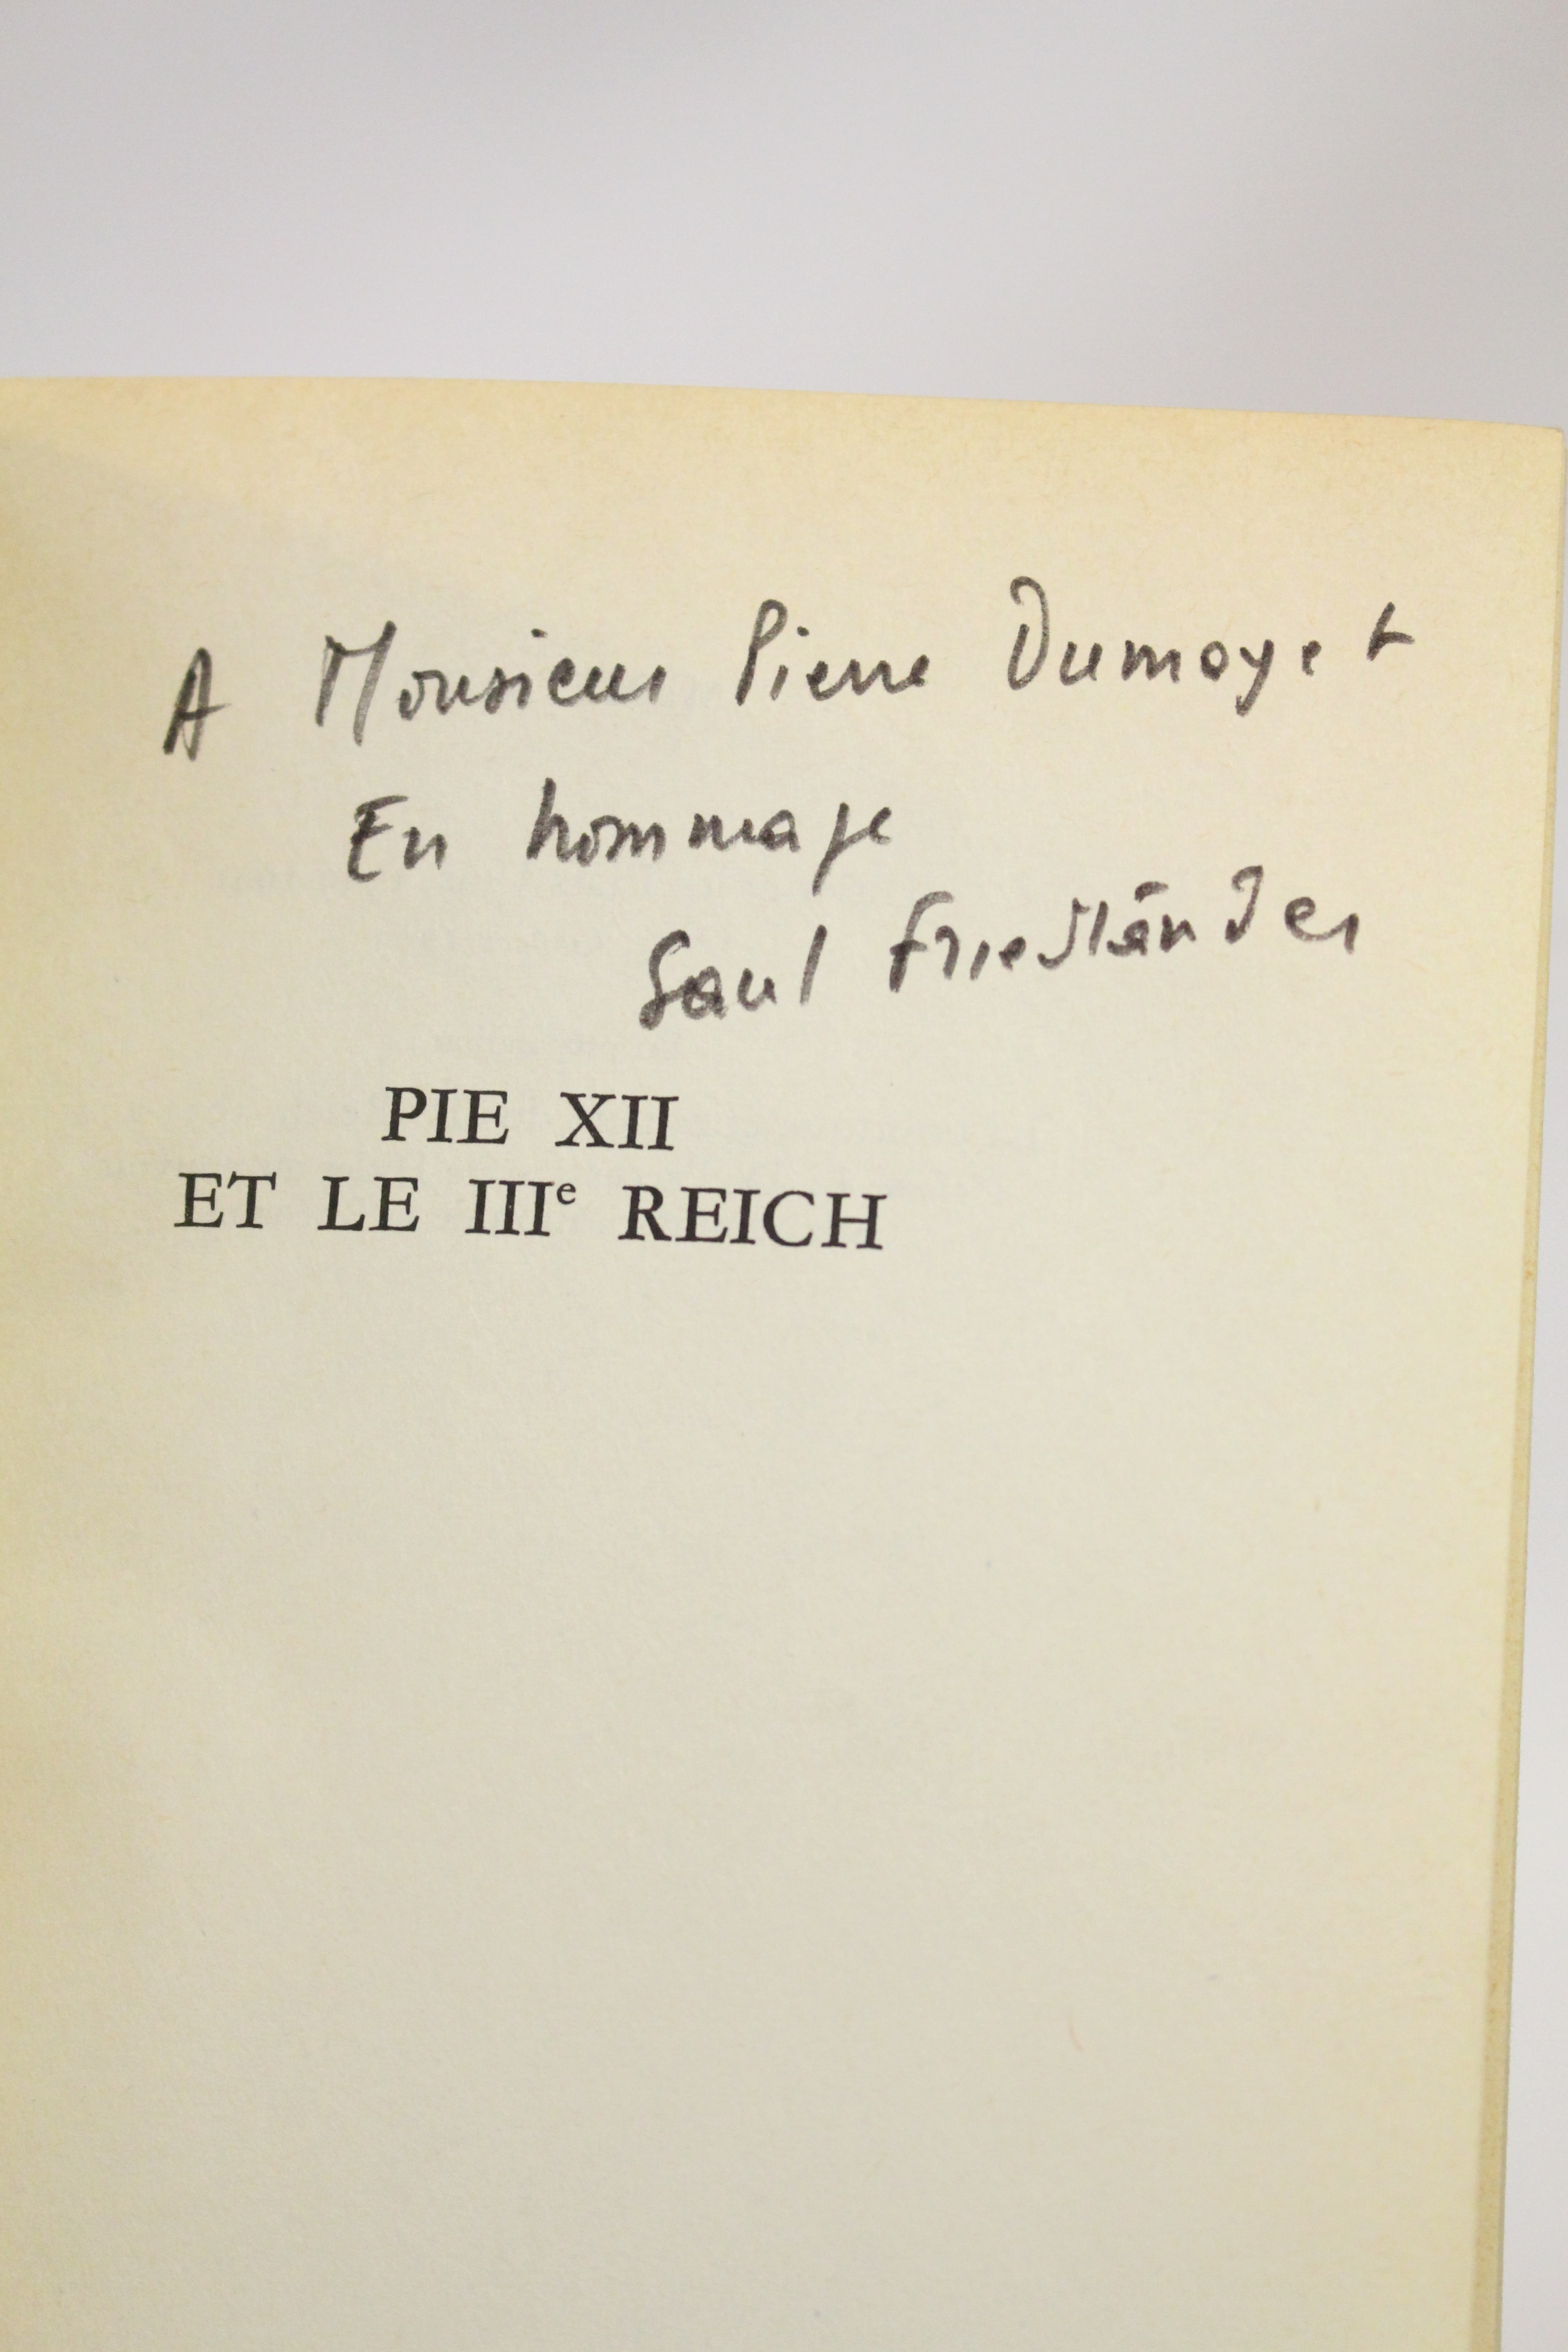 A Monsieur Pierre Dumayet
En hommage
Saul Friedländer
PIE XII
ET LE IIIe REICH